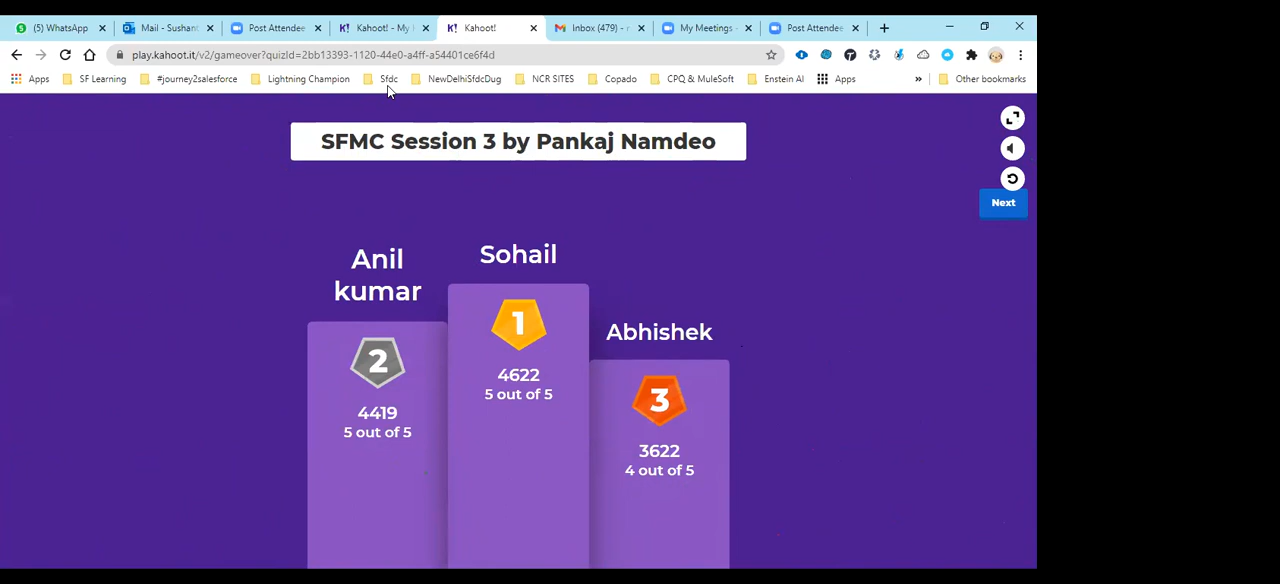 (5) WhatsApp
Mail - Sushan
Post Attendee
K! Kahoot! - My
K! Kahoot!
Inbox (479) -
My Meetings -
Post Attendee
play.kahoot.it/v2/gameover?quizId=2bb13393-1120-44e0-a4ff-a54401ce6f4d
Apps
SF Learning
#journey2salesforce
Lightning Champion
Sfdc
NewDelhiSfdcDug
NCR SITES
Copado
CPQ & MuleSoft
Enstein AI
Apps
»
Other bookmarks
SFMC Session 3 by Pankaj Namdeo
Next
Anil
kumar
Sohail
Abhishek
2
1
3
4419
5 out of 5
4622
5 out of 5
3622
4 out of 5